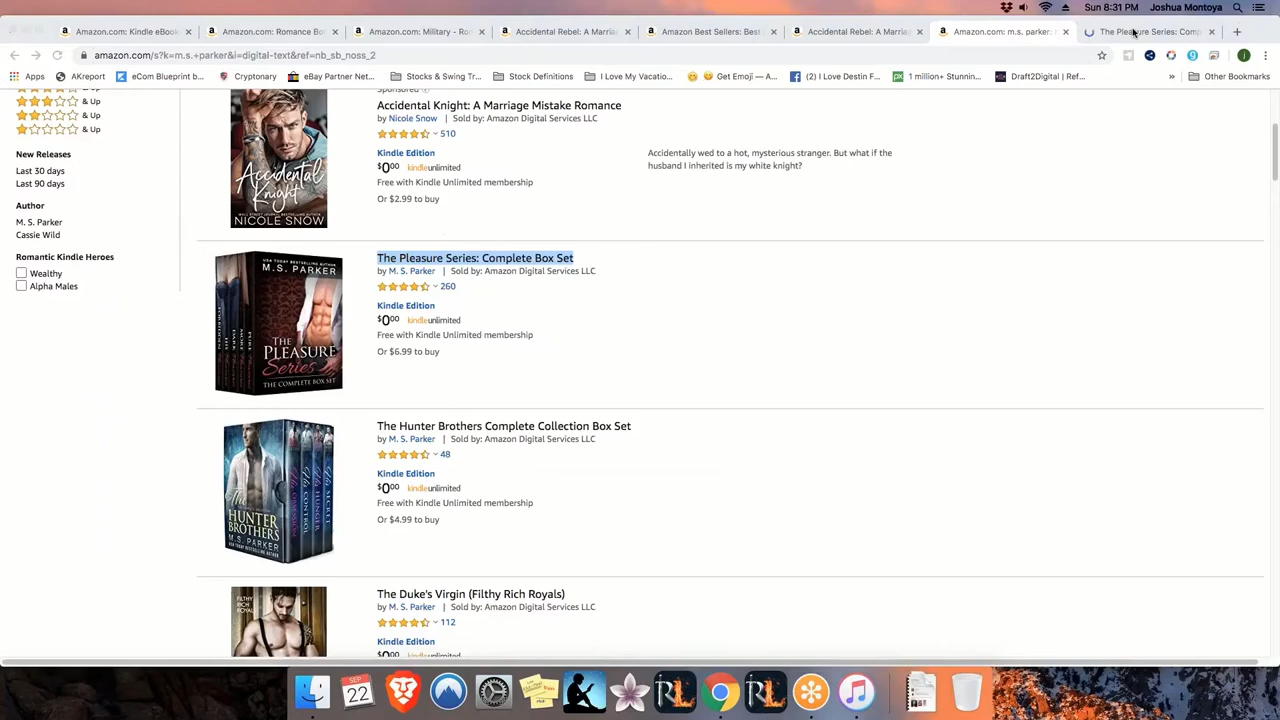 Sun 8:31 PM Joshua Montoya
Amazon.com: Kindle eBook
Amazon.com: Romance Bo
Amazon.com: Military - Ro
Accidental Rebel: A Marria
Amazon Best Sellers: Best
Accidental Rebel: A Marria
Amazon.com: m.s. parker:
The Pleasure Series: Comp
amazon.com/s?k=m.s.+parker&i=digital-text&ref=nb_sb_noss_2
Apps
AKreport
eCom Blueprint b...
Cryptonary
eBay Partner Net...
Stocks & Swing Tr...
Stock Definitions
I Love My Vacatio...
Get Emoji — A...
(2) I Love Destin F...
1 million+ Stunnin...
Draft2Digital | Ref...
»
Other Bookmarks
& Up
& Up
& Up
& Up
New Releases
Last 30 days
Last 90 days
Author
M. S. Parker
Cassie Wild
Romantic Kindle Heroes
Wealthy
Alpha Males
Sponsored
Accidental Knight: A Marriage Mistake Romance
by Nicole Snow | Sold by: Amazon Digital Services LLC
510
Kindle Edition
$0.00 kindleunlimited
Free with Kindle Unlimited membership
Or $2.99 to buy
Accidentally wed to a hot, mysterious stranger. But what if the
husband I inherited is my white knight?
Accidental
Knight
NICOLE SNOW
The Pleasure Series: Complete Box Set
by M. S. Parker | Sold by: Amazon Digital Services LLC
260
Kindle Edition
$0.00 kindleunlimited
Free with Kindle Unlimited membership
Or $6.99 to buy
M.S. PARKER
THE
PLEASURE
Series
THE COMPLETE BOX SET
The Hunter Brothers Complete Collection Box Set
by M. S. Parker | Sold by: Amazon Digital Services LLC
48
Kindle Edition
$0.00 kindleunlimited
Free with Kindle Unlimited membership
Or $4.99 to buy
The
HUNTER
BROTHERS
M. S. PARKER
The Duke's Virgin (Filthy Rich Royals)
by M. S. Parker | Sold by: Amazon Digital Services LLC
112
Kindle Edition
FILTHY
RICH
ROYALS
SEP
22